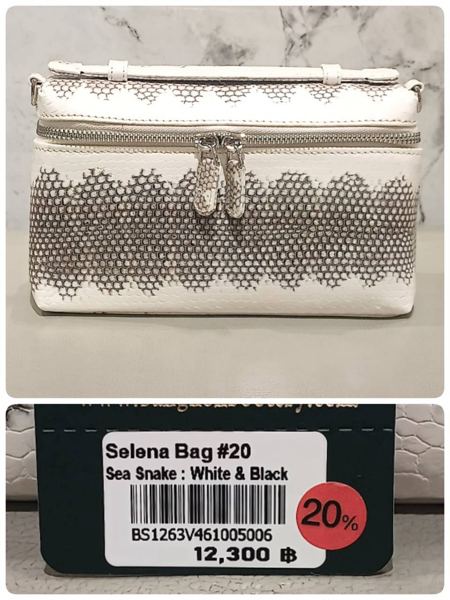 Selena Bag #20
Sea Snake : White & Black
BS1263V461005006
12,300 ฿
20%